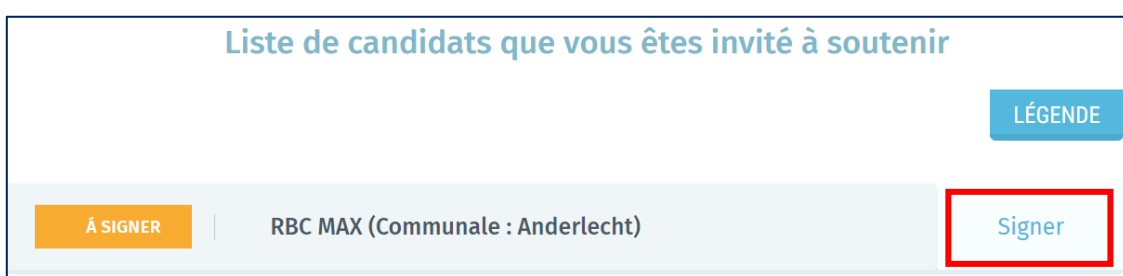 Liste de candidats que vous êtes invité à soutenir
LÉGENDE
Á SIGNER RBC MAX (Communale : Anderlecht) Signer